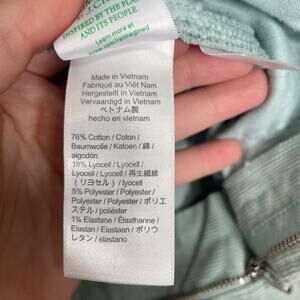 INSPIRED BY THE
AND ITS PEOPLE.
Learn more at
www.com/reimagined
Made in Vietnam
Fabriqué au Viêt Nam
Hergestellt in Vietnam
Vervaardigd in Vietnam
ベトナム製
hecho en vietnam
76% Cotton / Coton /
Baumwolle / Katoen / 綿 /
algodón
18% Lyocell / Lyocell /
Lyocell / Lyocell / 再生繊維
(リヨセル) / lyocell
5% Polyester / Polyester /
Polyester / Polyester / ポリエ
ステル / poliéster
1% Elastane / Élasthanne /
Elastan / Elastaan / ポリウ
レタン / elastano